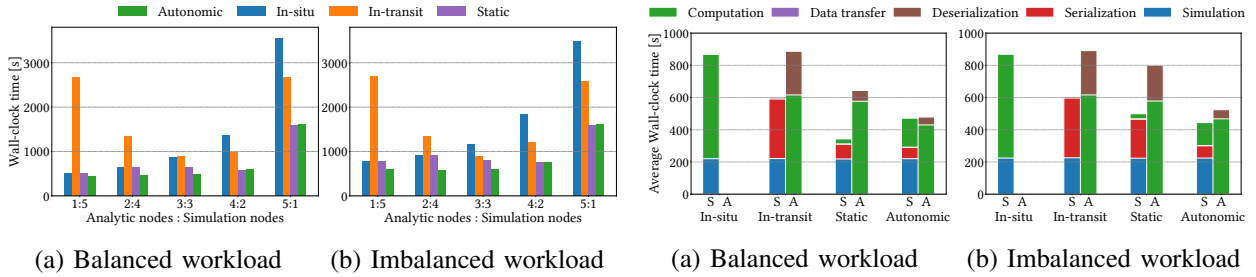 Autonomic In-situ In-transit Static
Wall-clock time [s]
3000
2000
1000
0
1:5 2:4 3:3 4:2 5:1
Analytic nodes : Simulation nodes
(a) Balanced workload
3000
2000
1000
0
1:5 2:4 3:3 4:2 5:1
Analytic nodes : Simulation nodes
(b) Imbalanced workload
Computation Data transfer Deserialization Serialization Simulation
Average Wall-clock time [s]
1000
800
600
400
200
0
S A S A S A S A
In-situ In-transit Static Autonomic
(a) Balanced workload
1000
800
600
400
200
0
S A S A S A S A
In-situ In-transit Static Autonomic
(b) Imbalanced workload